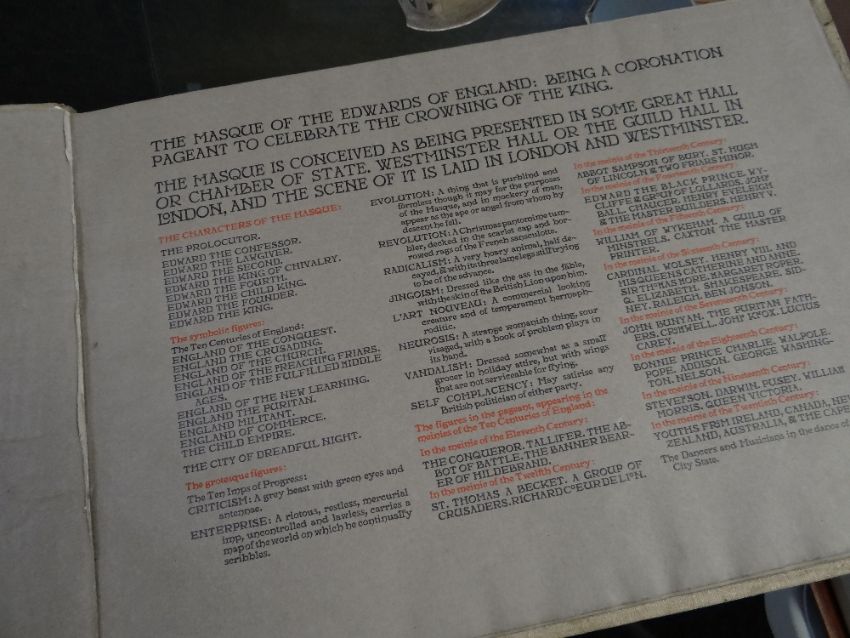 THE MASQUE OF THE EDWARDS OF ENGLAND: BEING A CORONATION
PAGEANT TO CELEBRATE THE CROWNING OF THE KING.
THE MASQUE IS CONCEIVED AS BEING PRESENTED IN SOME GREAT HALL
OR CHAMBER OF STATE. WESTMINSTER HALL OR THE GUILD HALL IN
LONDON, AND THE SCENE OF IT IS LAID IN LONDON AND WESTMINSTER.
THE CHARACTERS OF THE MASQUE:
THE PROLOCUTOR.
EDWARD THE CONFESSOR.
EDWARD THE LAWGIVER.
EDWARD THE SECOND.
EDWARD THE KING OF CHIVALRY.
EDWARD THE FOURTH.
EDWARD THE CHILD KING.
EDWARD THE FOUNDER.
EDWARD THE KING.
The symbolic figures:
The Ten Centuries of England:
ENGLAND OF THE CONQUEST.
ENGLAND THE CRUSADING.
ENGLAND OF THE CHURCH.
ENGLAND OF THE PREACHING FRIARS.
ENGLAND OF THE FULFILLED MIDDLE
AGES.
ENGLAND OF THE NEW LEARNING.
ENGLAND THE PURITAN.
ENGLAND MILITANT.
ENGLAND OF COMMERCE.
THE CHILD EMPIRE.
THE CITY OF DREADFUL NIGHT.
The grotesque figures:
The Ten Imps of Progress:
CRITICISM: A grey beast with green eyes and
antennae.
ENTERPRISE: A riotous, restless, mercurial
imp, uncontrolled and lawless, carries a
map of the world on which he continually
scribbles.
EVOLUTION: A thing that is purblind and
formless though it may for the purposes
of the Masque, and in mockery of man,
appear as the ape or angel from whom by
descent he fell.
REVOLUTION: A Christmas pantomime tum-
bler, decked in the scarlet cap and bor-
rowed rags of the French sansculotte.
RADICALISM: A very hoary animal, half de-
cayed, & with its three lame legs still trying
to be of the advance.
JINGOISM: Dressed like the ass in the fable,
with the skin of the British Lion upon him.
L'ART NOUVEAU: A commercial looking
creature and of temperament hermaph-
roditic.
NEUROSIS: A strange womanish thing, sour
visaged, with a book of problem plays in
its hand.
VANDALISM: Dressed somewhat as a small
grocer in holiday attire, but with wings
that are not serviceable for flying.
SELF COMPLACENCY: May satirise any
British politician of either party.
The figures in the pageant, appearing in the
meinies of the Ten Centuries of England:
In the meinie of the Eleventh Century:
THE CONQUEROR. TALLIFER. THE AB-
BOT OF BATTLE. THE BANNER BEAR-
ER OF HILDEBRAND.
In the meinie of the Twelfth Century:
ST. THOMAS A BECKET. A GROUP OF
CRUSADERS. RICHARD CŒUR DE LION.
In the meinie of the Thirteenth Century:
ABBOT SAMPSON OF BURY. ST. HUGH
OF LINCOLN & TWO FRIARS MINOR.
In the meinie of the Fourteenth Century:
EDWARD THE BLACK PRINCE. WY-
CLIFFE & GROUP OF LOLLARDS. JOHN
BALL. CHAUCER. HENRY EVELEIGH
& THE MASTER BUILDERS. HENRY V.
In the meinie of the Fifteenth Century:
WILLIAM OF WYKEHAM. A GUILD OF
MINSTRELS. CAXTON THE MASTER
PRINTER.
In the meinie of the Sixteenth Century:
CARDINAL WOLSEY. HENRY VIII. AND
HIS QUEENS CATHERINE AND ANNE.
SIR THOMAS MORE. MARGARET ROPER.
Q. ELIZABETH. SHAKESPEARE. SID-
NEY. RALEIGH. BEN JONSON.
In the meinie of the Seventeenth Century:
JOHN BUNYAN. THE PURITAN FATH-
ERS. CROMWELL. JOHN KNOX. LUCIUS
CAREY.
In the meinie of the Eighteenth Century:
BONNIE PRINCE CHARLIE. WALPOLE.
POPE. ADDISON. GEORGE WASHING-
TON. NELSON.
In the meinie of the Nineteenth Century:
STEVENSON. DARWIN. PUSEY. WILLIAM
MORRIS. QUEEN VICTORIA.
In the meinie of the Twentieth Century:
YOUTHS FROM IRELAND, CANADA, NEW
ZEALAND, AUSTRALIA, & THE CAPE
The Dancers and Musicians in the dance of
City State.